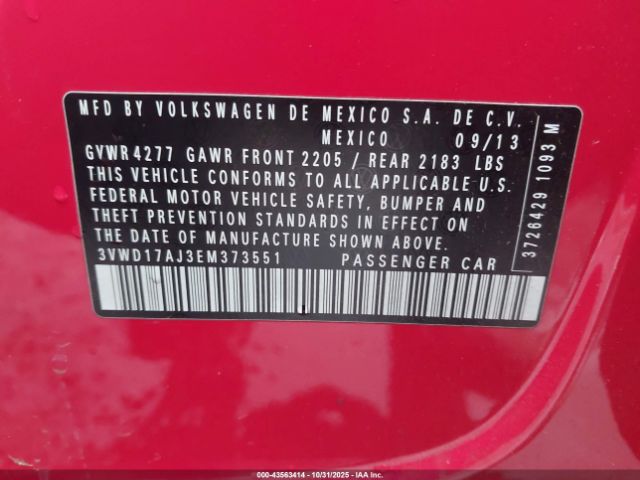 MFD BY VOLKSWAGEN DE MEXICO S.A. DE C.V.
MEXICO 09/13
GVWR 4277 GAWR FRONT 2205 / REAR 2183 LBS
THIS VEHICLE CONFORMS TO ALL APPLICABLE U.S.
FEDERAL MOTOR VEHICLE SAFETY, BUMPER AND
THEFT PREVENTION STANDARDS IN EFFECT ON
THE DATE OF MANUFACTURE SHOWN ABOVE.
3VWD17AJ3EM373551 PASSENGER CAR
3726429 1093 M
000-43563414 - 10/31/2025 - IAA Inc.